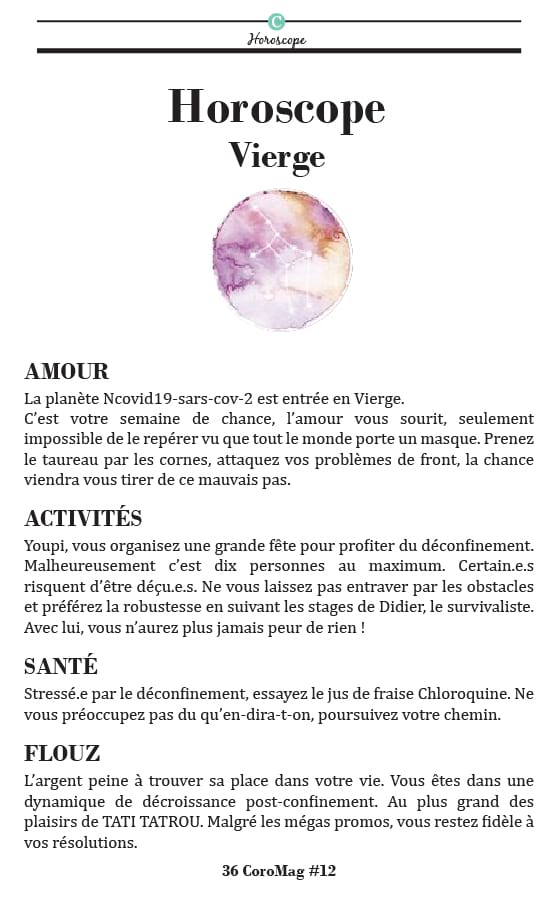 C
Horoscope
Horoscope
Vierge
AMOUR
La planète Ncovid19-sars-cov-2 est entrée en Vierge.
C'est votre semaine de chance, l'amour vous sourit, seulement
impossible de le repérer vu que tout le monde porte un masque. Prenez
le taureau par les cornes, attaquez vos problèmes de front, la chance
viendra vous tirer de ce mauvais pas.
ACTIVITÉS
Youpi, vous organisez une grande fête pour profiter du déconfinement.
Malheureusement c'est dix personnes au maximum. Certain.e.s
risquent d'être déçu.e.s. Ne vous laissez pas entraver par les obstacles
et préférez la robustesse en suivant les stages de Didier, le survivaliste.
Avec lui, vous n'aurez plus jamais peur de rien !
SANTÉ
Stressé.e par le déconfinement, essayez le jus de fraise Chloroquine. Ne
vous préoccupez pas du qu'en-dira-t-on, poursuivez votre chemin.
FLOUZ
L'argent peine à trouver sa place dans votre vie. Vous êtes dans une
dynamique de décroissance post-confinement. Au plus grand des
plaisirs de TATI TATROU. Malgré les mégas promos, vous restez fidèle à
vos résolutions.
36 CoroMag #12